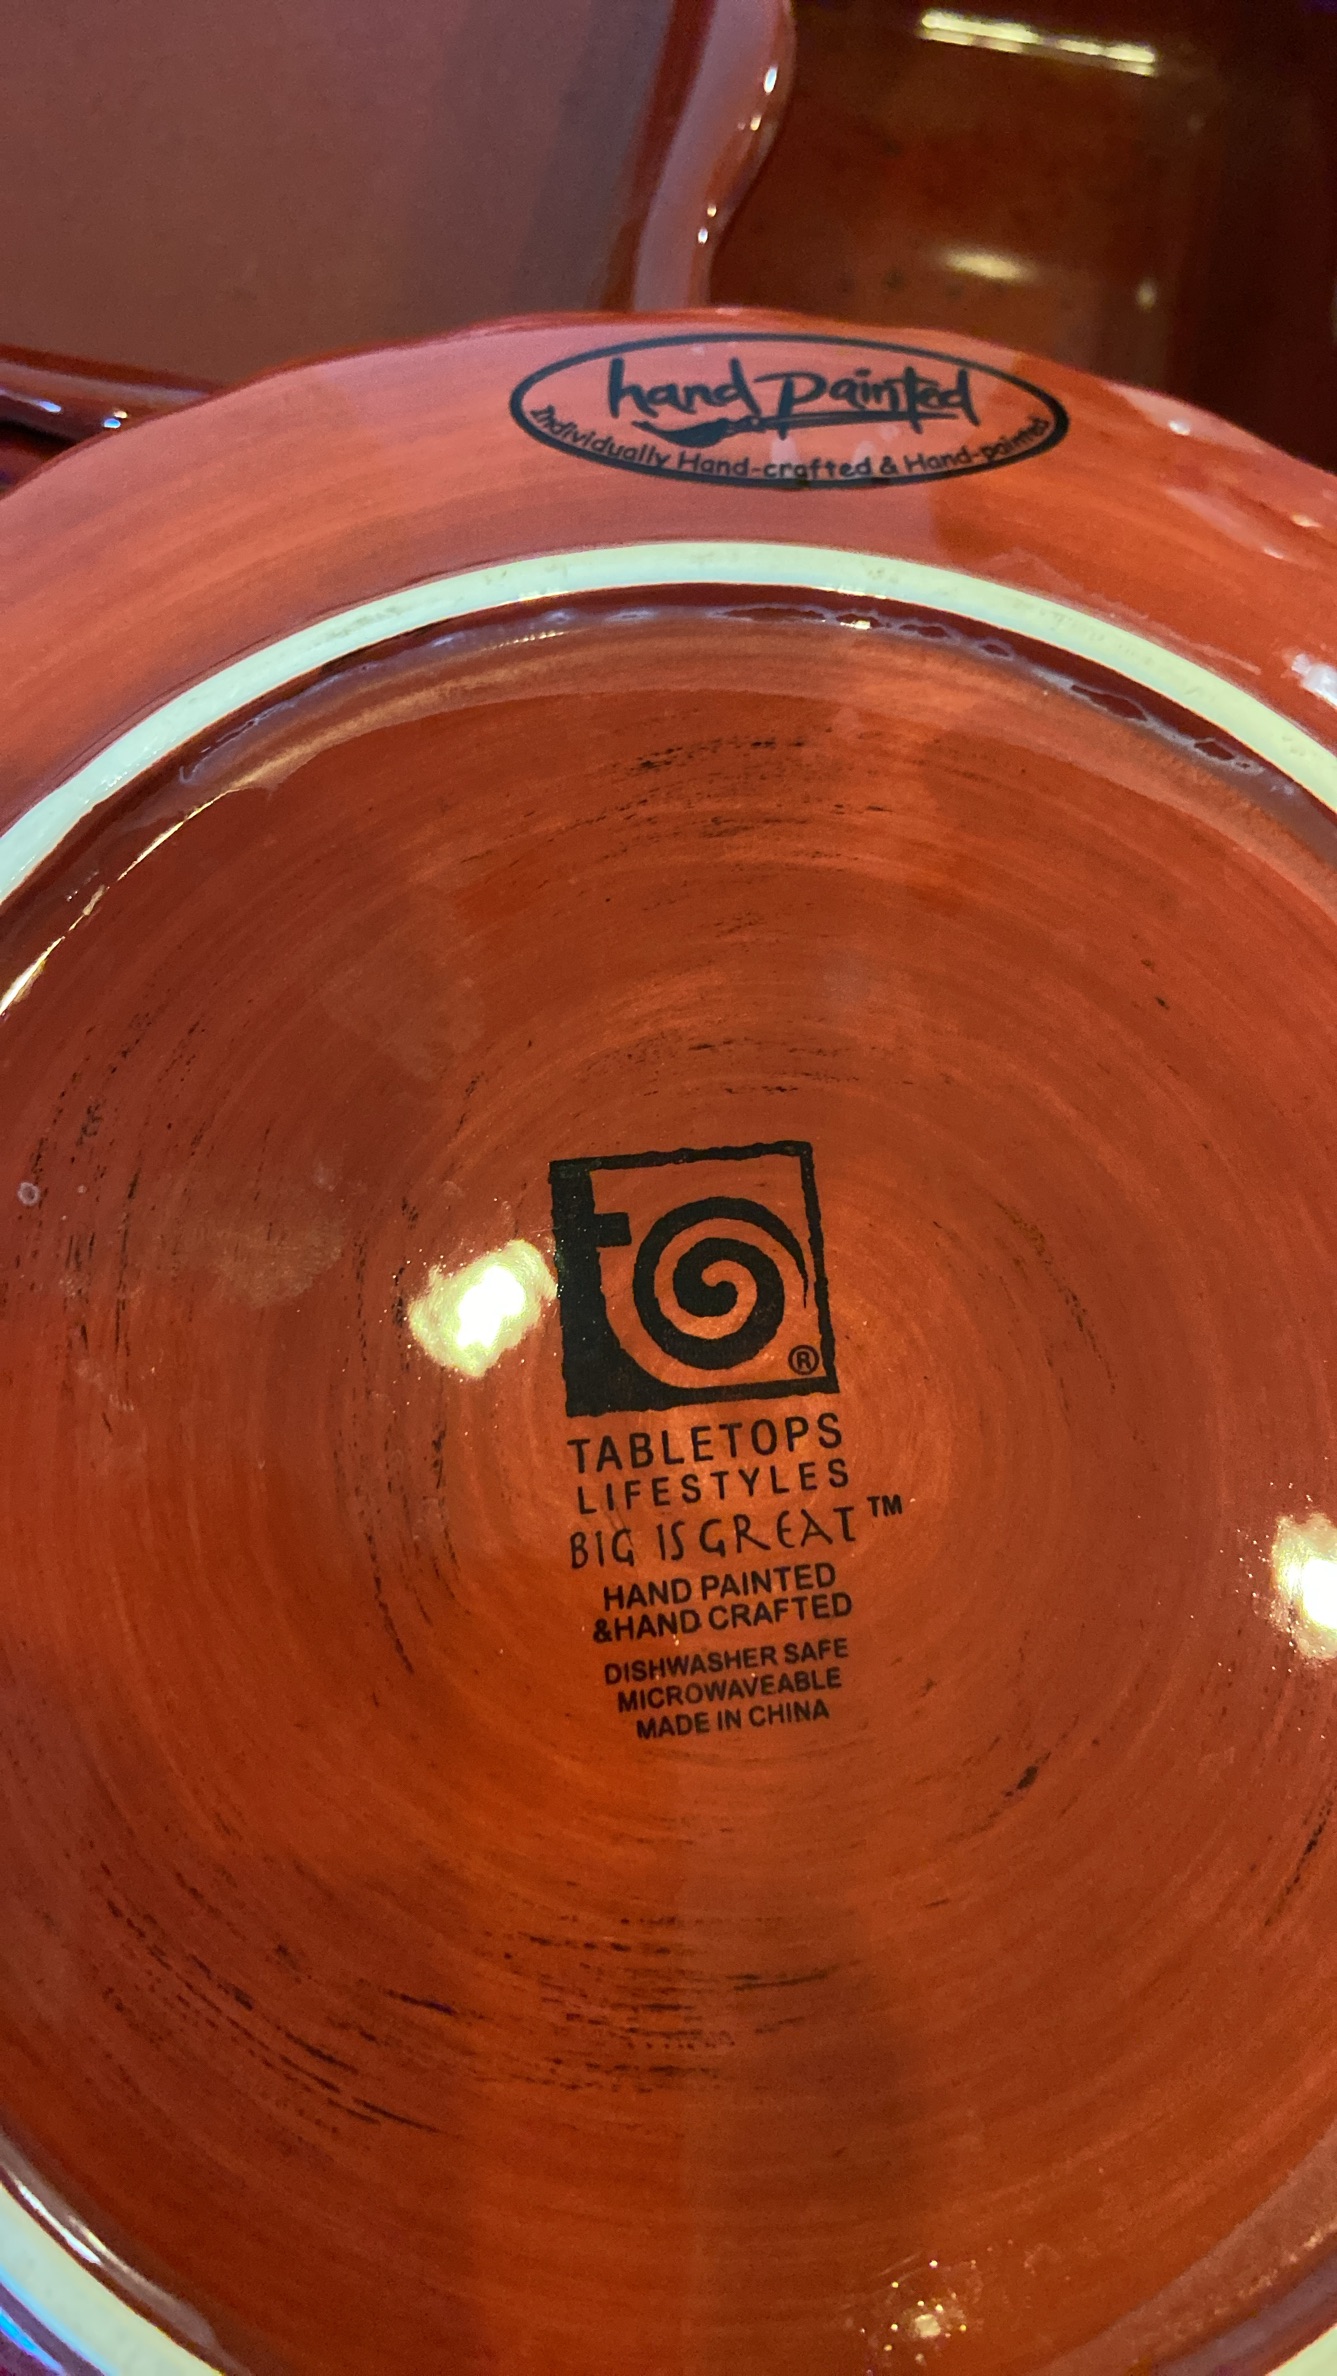 hand painted
Individually Hand-crafted & Hand-painted
®
TABLETOPS
LIFESTYLES
BIG IS GREAT™
HAND PAINTED
&HAND CRAFTED
DISHWASHER SAFE
MICROWAVEABLE
MADE IN CHINA